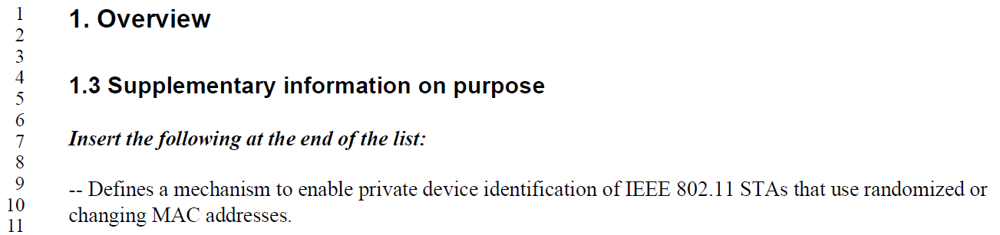 1 1. Overview
2
3
4 1.3 Supplementary information on purpose
5
6
7 Insert the following at the end of the list:
8
9 -- Defines a mechanism to enable private device identification of IEEE 802.11 STAs that use randomized or
10 changing MAC addresses.
11